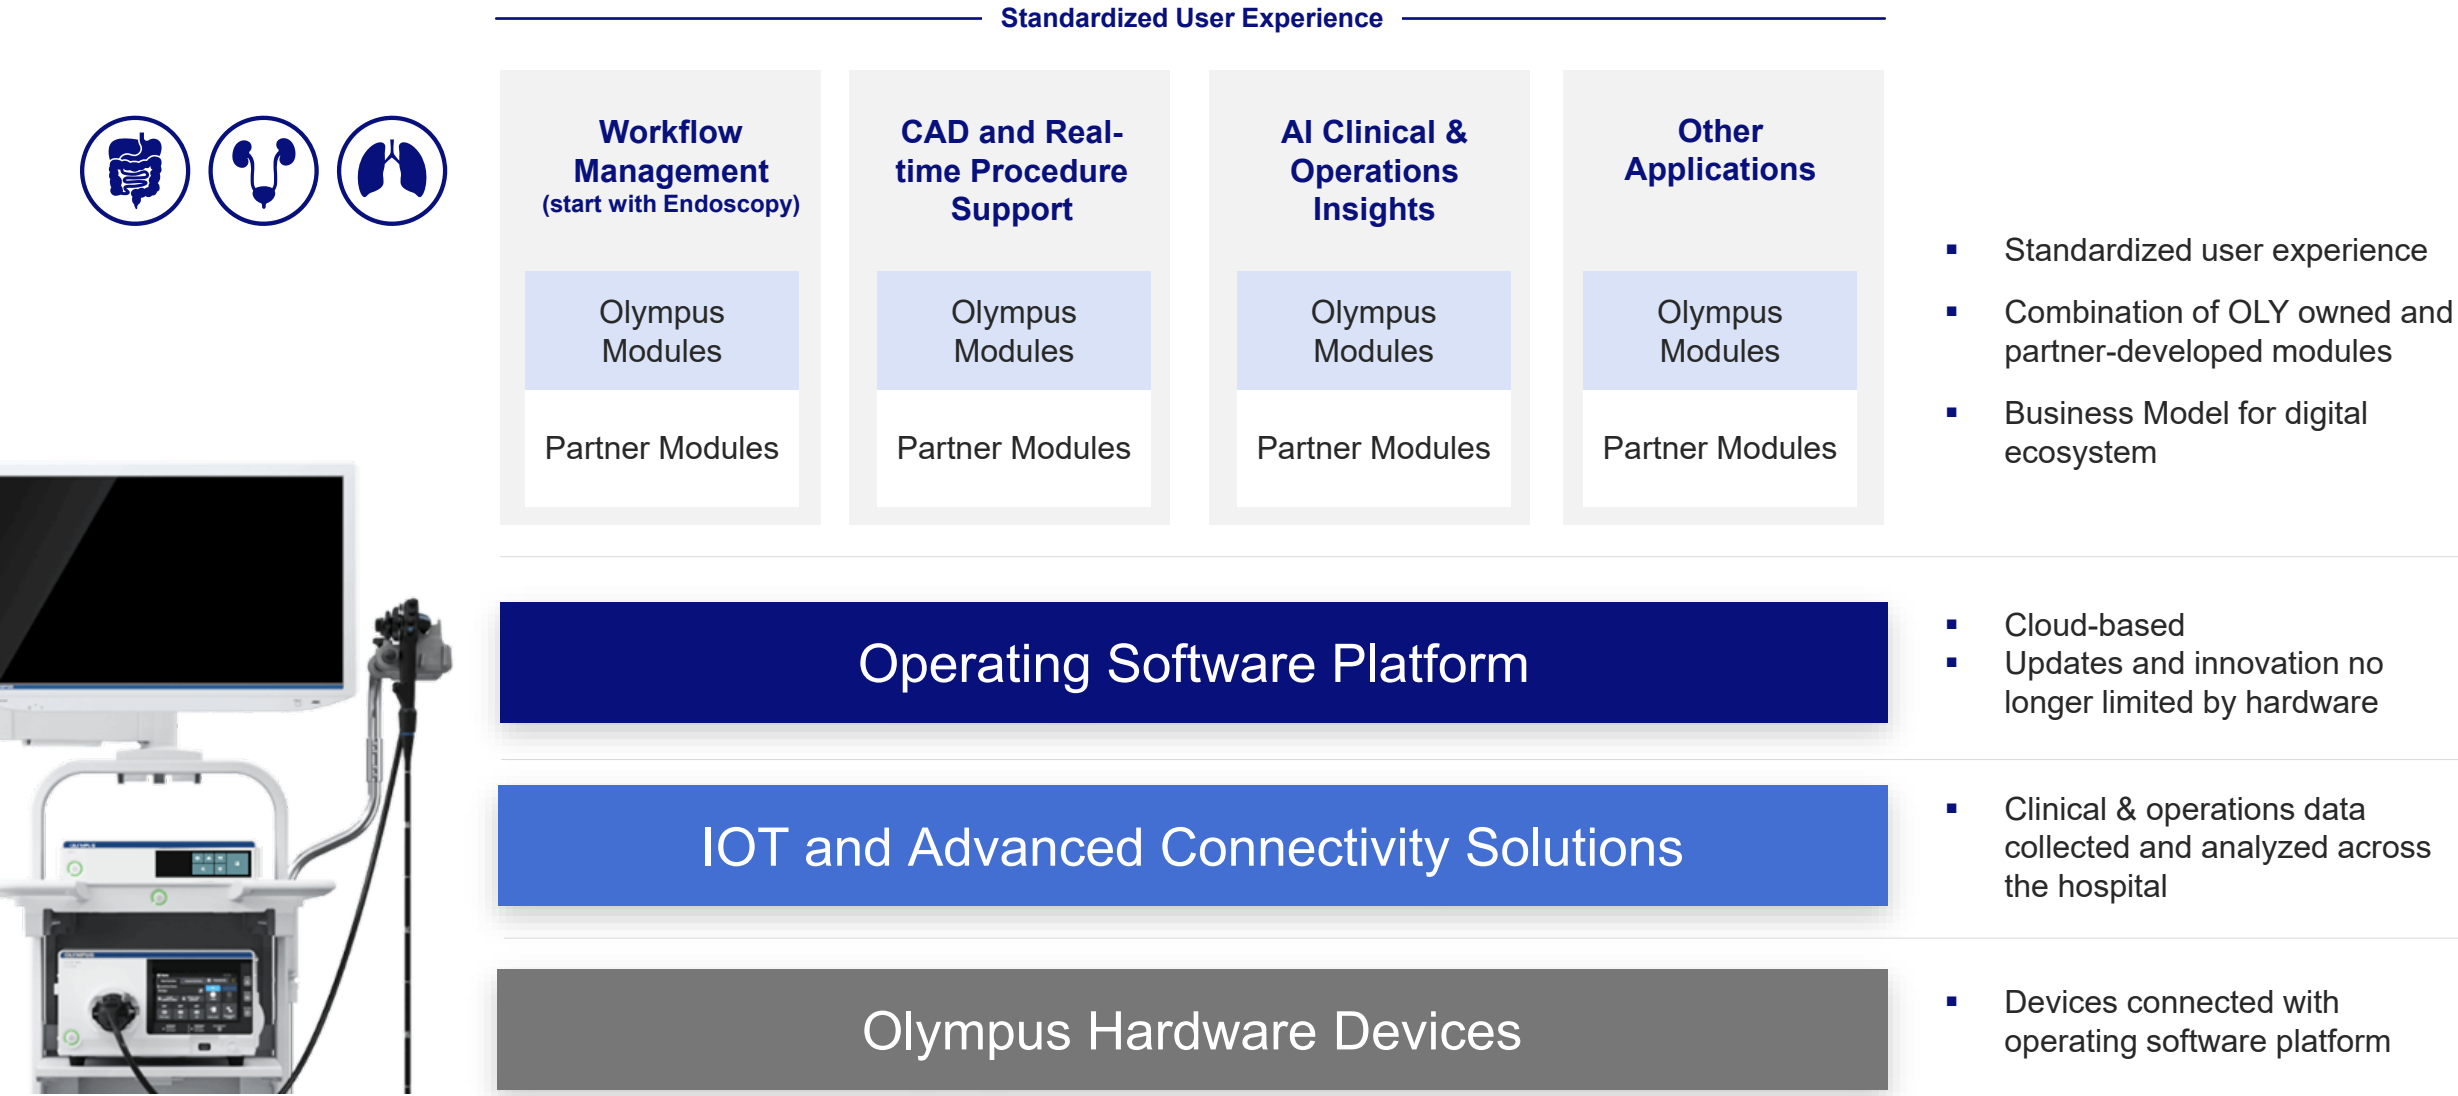 Standardized User Experience
Workflow
Management
(start with Endoscopy)
Olympus
Modules
Partner Modules
CAD and Real-
time Procedure
Support
Olympus
Modules
Partner Modules
AI Clinical &
Operations
Insights
Olympus
Modules
Partner Modules
Other
Applications
Olympus
Modules
Partner Modules
▪ Standardized user experience
▪ Combination of OLY owned and
partner-developed modules
▪ Business Model for digital
ecosystem
Operating Software Platform
▪ Cloud-based
▪ Updates and innovation no
longer limited by hardware
IOT and Advanced Connectivity Solutions
▪ Clinical & operations data
collected and analyzed across
the hospital
Olympus Hardware Devices
▪ Devices connected with
operating software platform
OLYMPUS
OLYMPUS